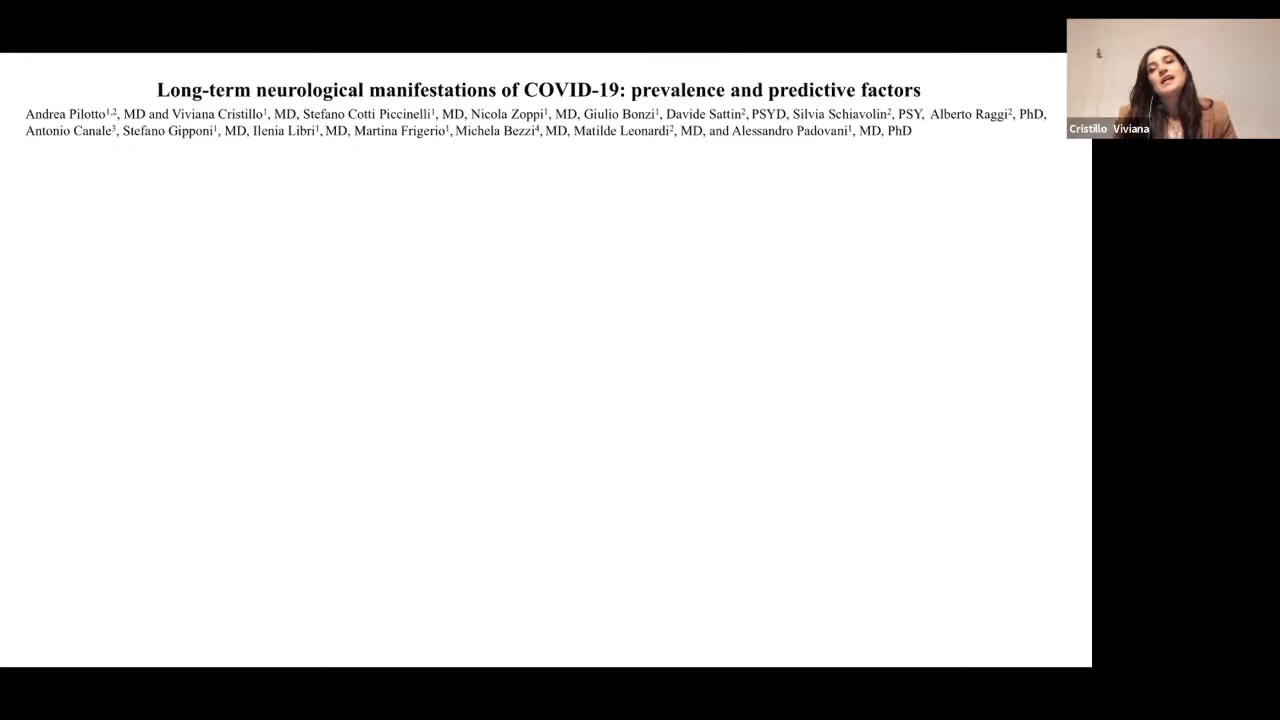 Long-term neurological manifestations of COVID-19: prevalence and predictive factors
Andrea Pilotto1,2, MD and Viviana Cristillo1, MD, Stefano Cotti Piccinelli1, MD, Nicola Zoppi1, MD, Giulio Bonzi1, Davide Sattin2, PSYD, Silvia Schiavolin2, PSY, Alberto Raggi2, PhD,
Antonio Canale3, Stefano Gipponi1, MD, Ilenia Libri1, MD, Martina Frigerio1, Michela Bezzi4, MD, Matilde Leonardi2, MD, and Alessandro Padovani1, MD, PhD
Cristillo Viviana